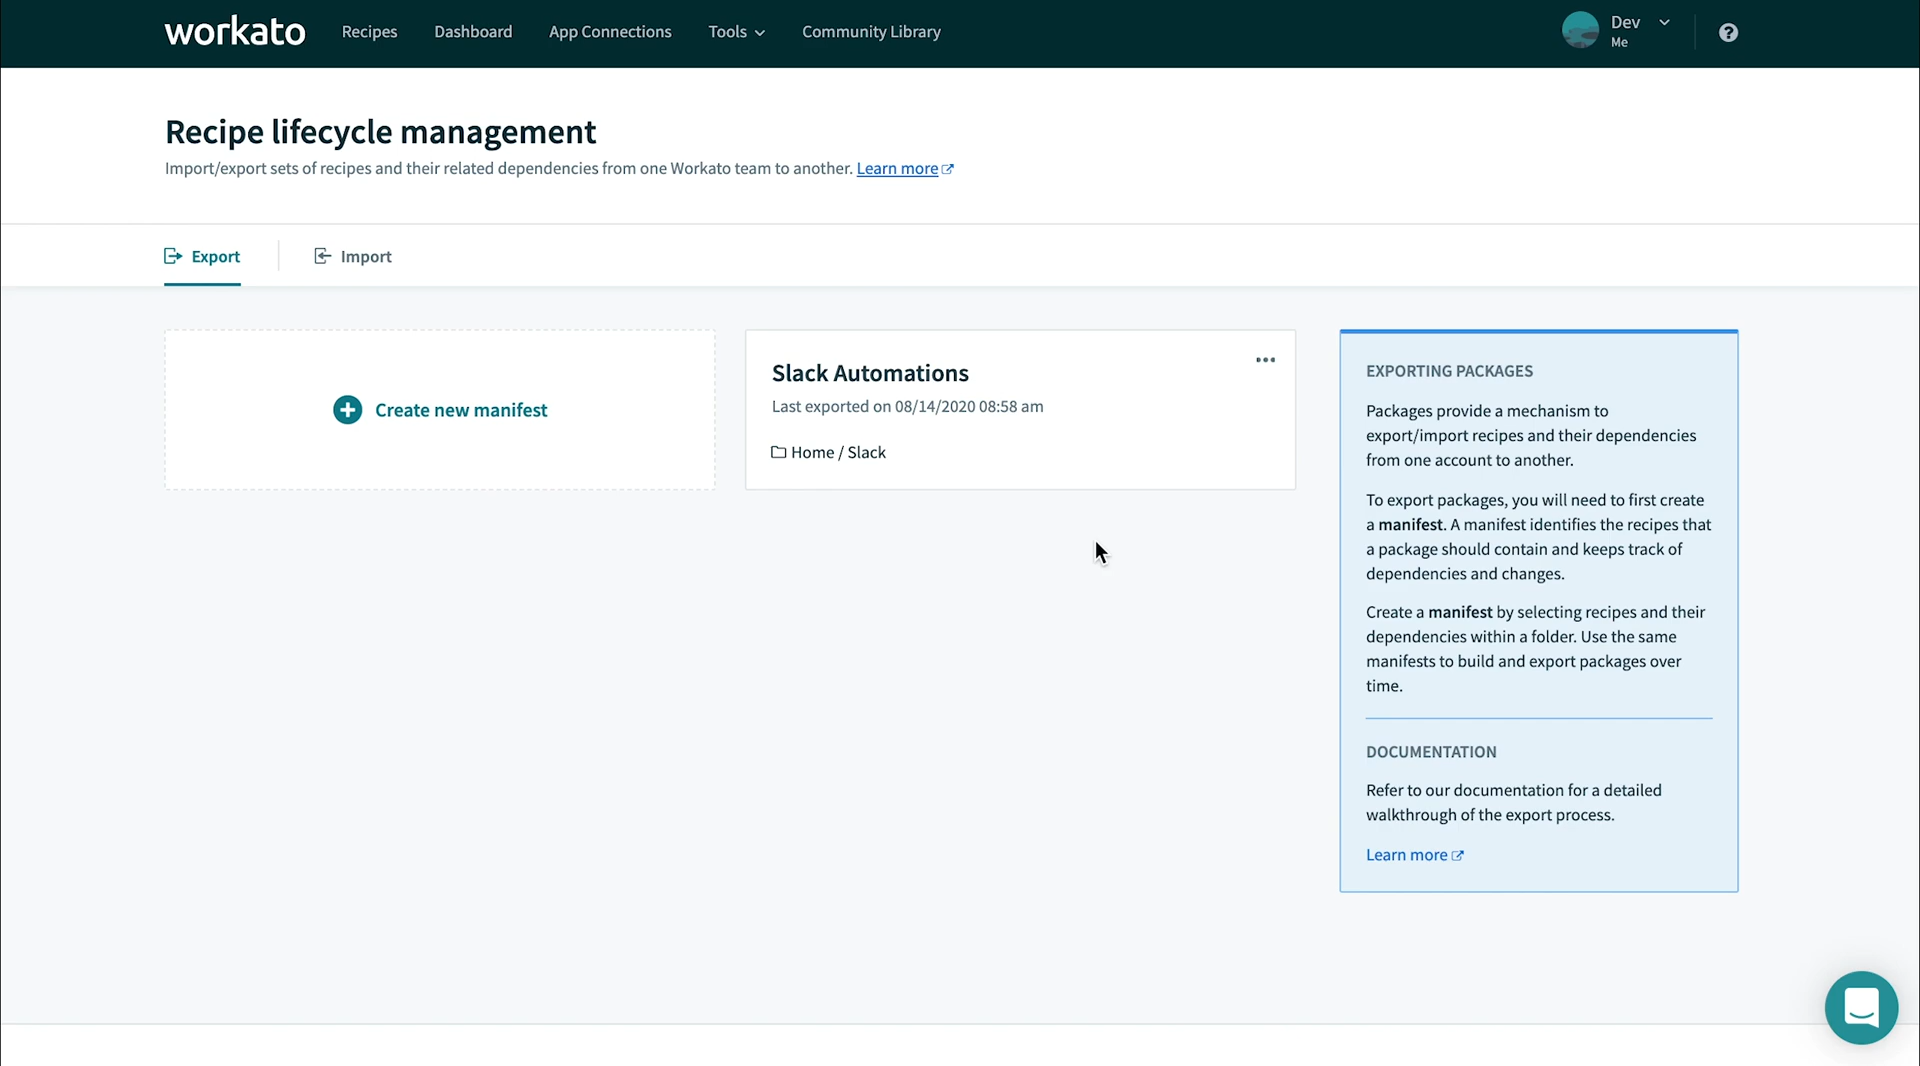 workato Recipes Dashboard App Connections Tools Community Library Dev
Me
?
Recipe lifecycle management
Import/export sets of recipes and their related dependencies from one Workato team to another. Learn more
Export Import
Create new manifest
Slack Automations
Last exported on 08/14/2020 08:58 am
Home / Slack
EXPORTING PACKAGES
Packages provide a mechanism to
export/import recipes and their dependencies
from one account to another.
To export packages, you will need to first create
a manifest. A manifest identifies the recipes that
a package should contain and keeps track of
dependencies and changes.
Create a manifest by selecting recipes and their
dependencies within a folder. Use the same
manifests to build and export packages over
time.
DOCUMENTATION
Refer to our documentation for a detailed
walkthrough of the export process.
Learn more